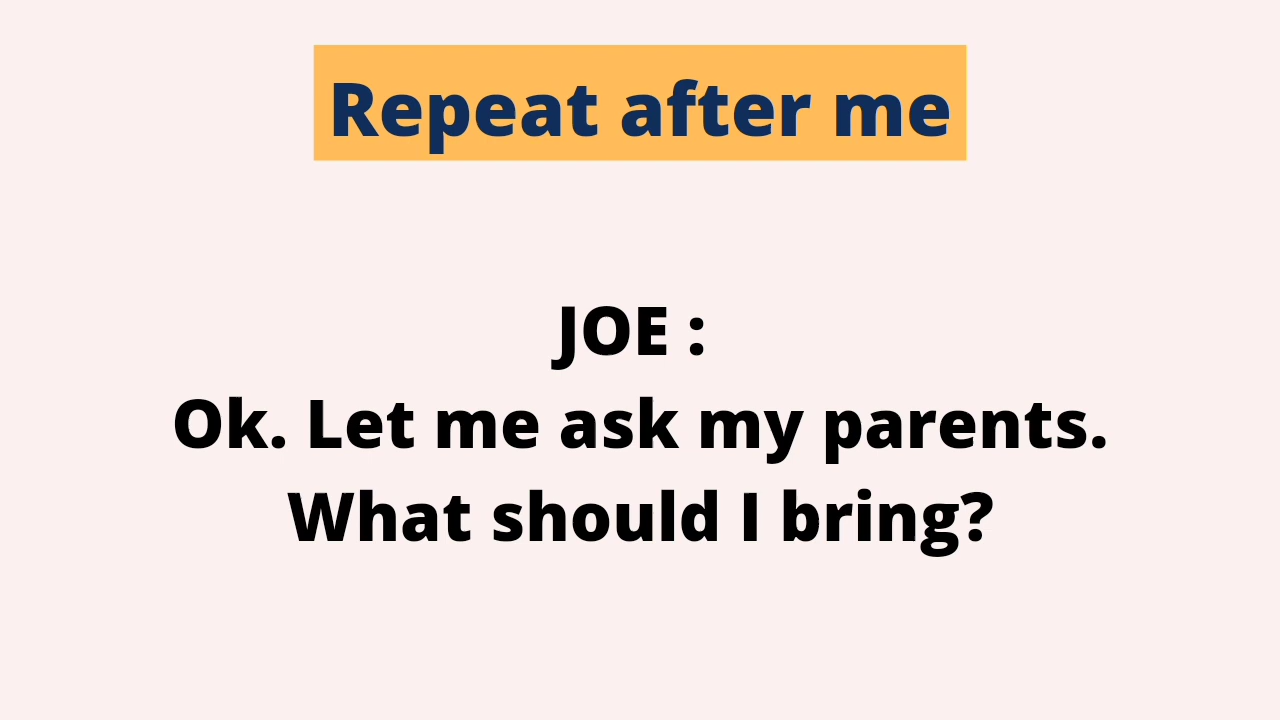 Repeat after me
JOE :
Ok. Let me ask my parents.
What should I bring?